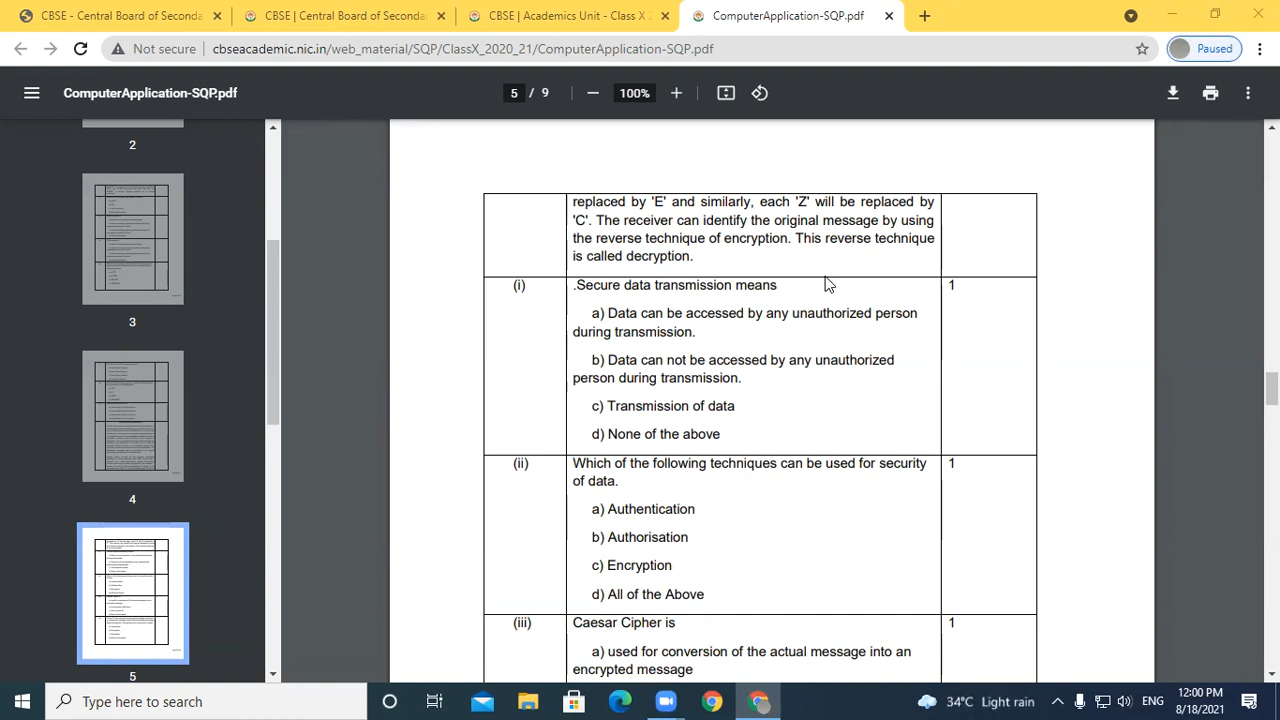 CBSE - Central Board of Seconda
CBSE | Central Board of Seconda
CBSE | Academics Unit - Class X 2
ComputerApplication-SQP.pdf
Not secure
cbseacademic.nic.in/web_material/SQP/ClassX_2020_21/ComputerApplication-SQP.pdf
Paused
ComputerApplication-SQP.pdf
5 / 9
100%
2
3
4
5
replaced by 'E' and similarly, each 'Z' will be replaced by
'C'. The receiver can identify the original message by using
the reverse technique of encryption. This reverse technique
is called decryption.
(i) .Secure data transmission means 1
a) Data can be accessed by any unauthorized person
during transmission.
b) Data can not be accessed by any unauthorized
person during transmission.
c) Transmission of data
d) None of the above
(ii) Which of the following techniques can be used for security 1
of data.
a) Authentication
b) Authorisation
c) Encryption
d) All of the Above
(iii) Caesar Cipher is 1
a) used for conversion of the actual message into an
encrypted message
Type here to search
34°C Light rain
ENG
12:00 PM
8/18/2021